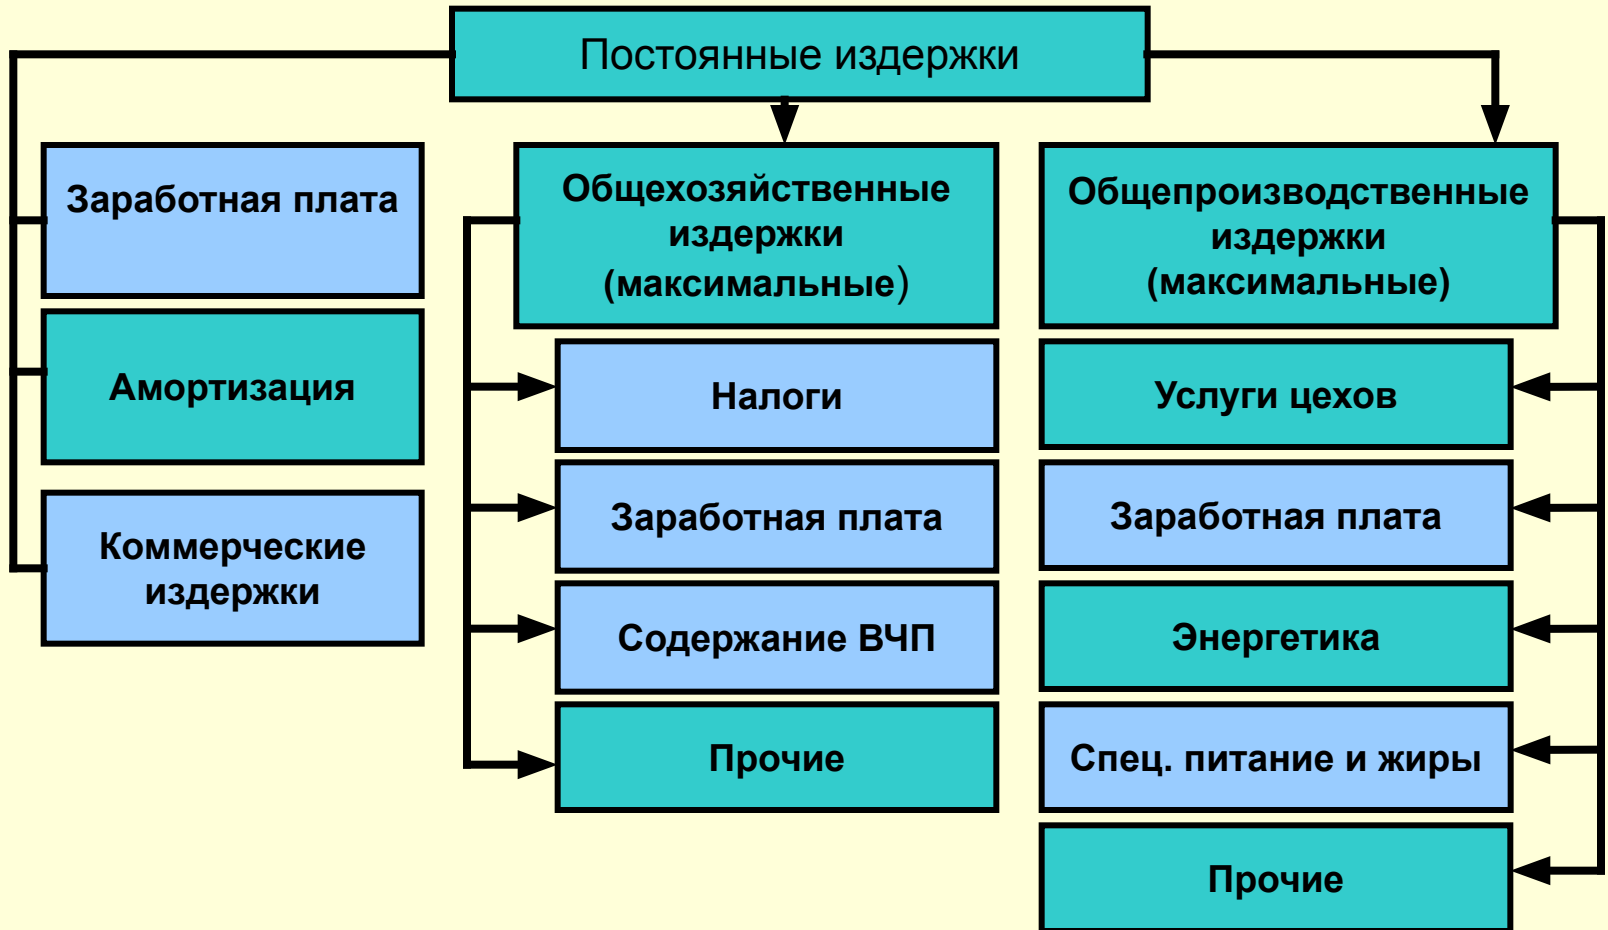 Постоянные издержки
Заработная плата
Амортизация
Коммерческие
издержки
Общехозяйственные
издержки
(максимальные)
Налоги
Заработная плата
Содержание ВЧП
Прочие
Общепроизводственные
издержки
(максимальные)
Услуги цехов
Заработная плата
Энергетика
Спец. питание и жиры
Прочие